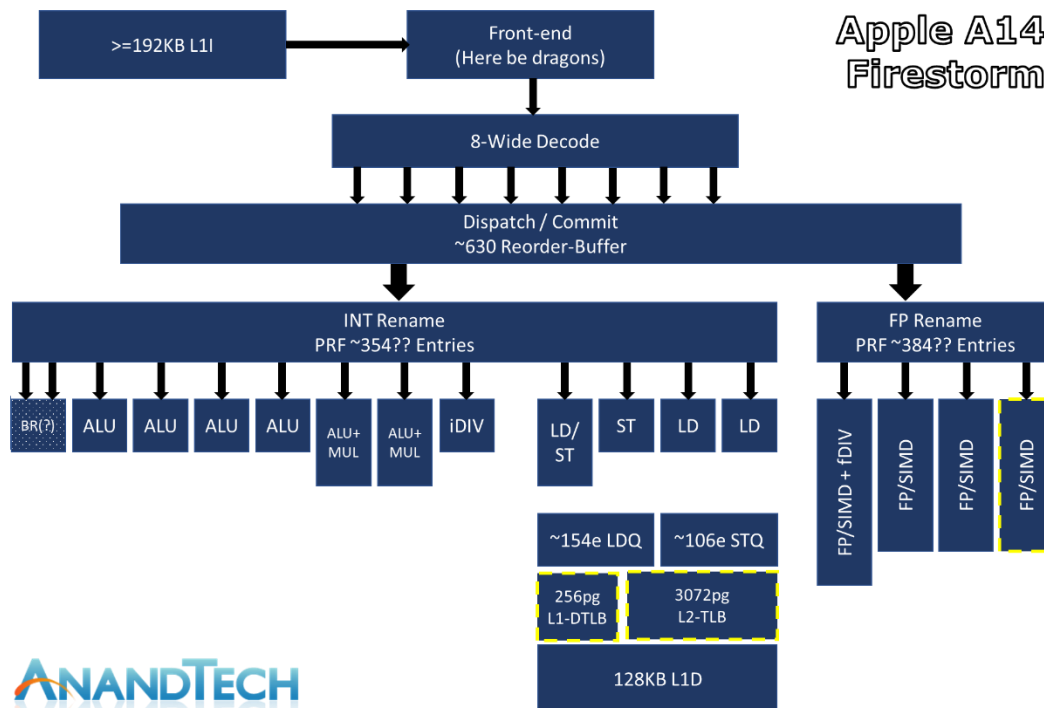 >=192KB L1I
Front-end
(Here be dragons)
Apple A14
Firestorm
8-Wide Decode
Dispatch / Commit
~630 Reorder-Buffer
INT Rename
PRF ~354?? Entries
FP Rename
PRF ~384?? Entries
BR(?)
ALU
ALU
ALU
ALU
ALU+
MUL
ALU+
MUL
iDIV
LD/
ST
ST
LD
LD
FP/SIMD + fDIV
FP/SIMD
FP/SIMD
FP/SIMD
~154e LDQ
~106e STQ
256pg
L1-DTLB
3072pg
L2-TLB
128KB L1D
ANANDTECH